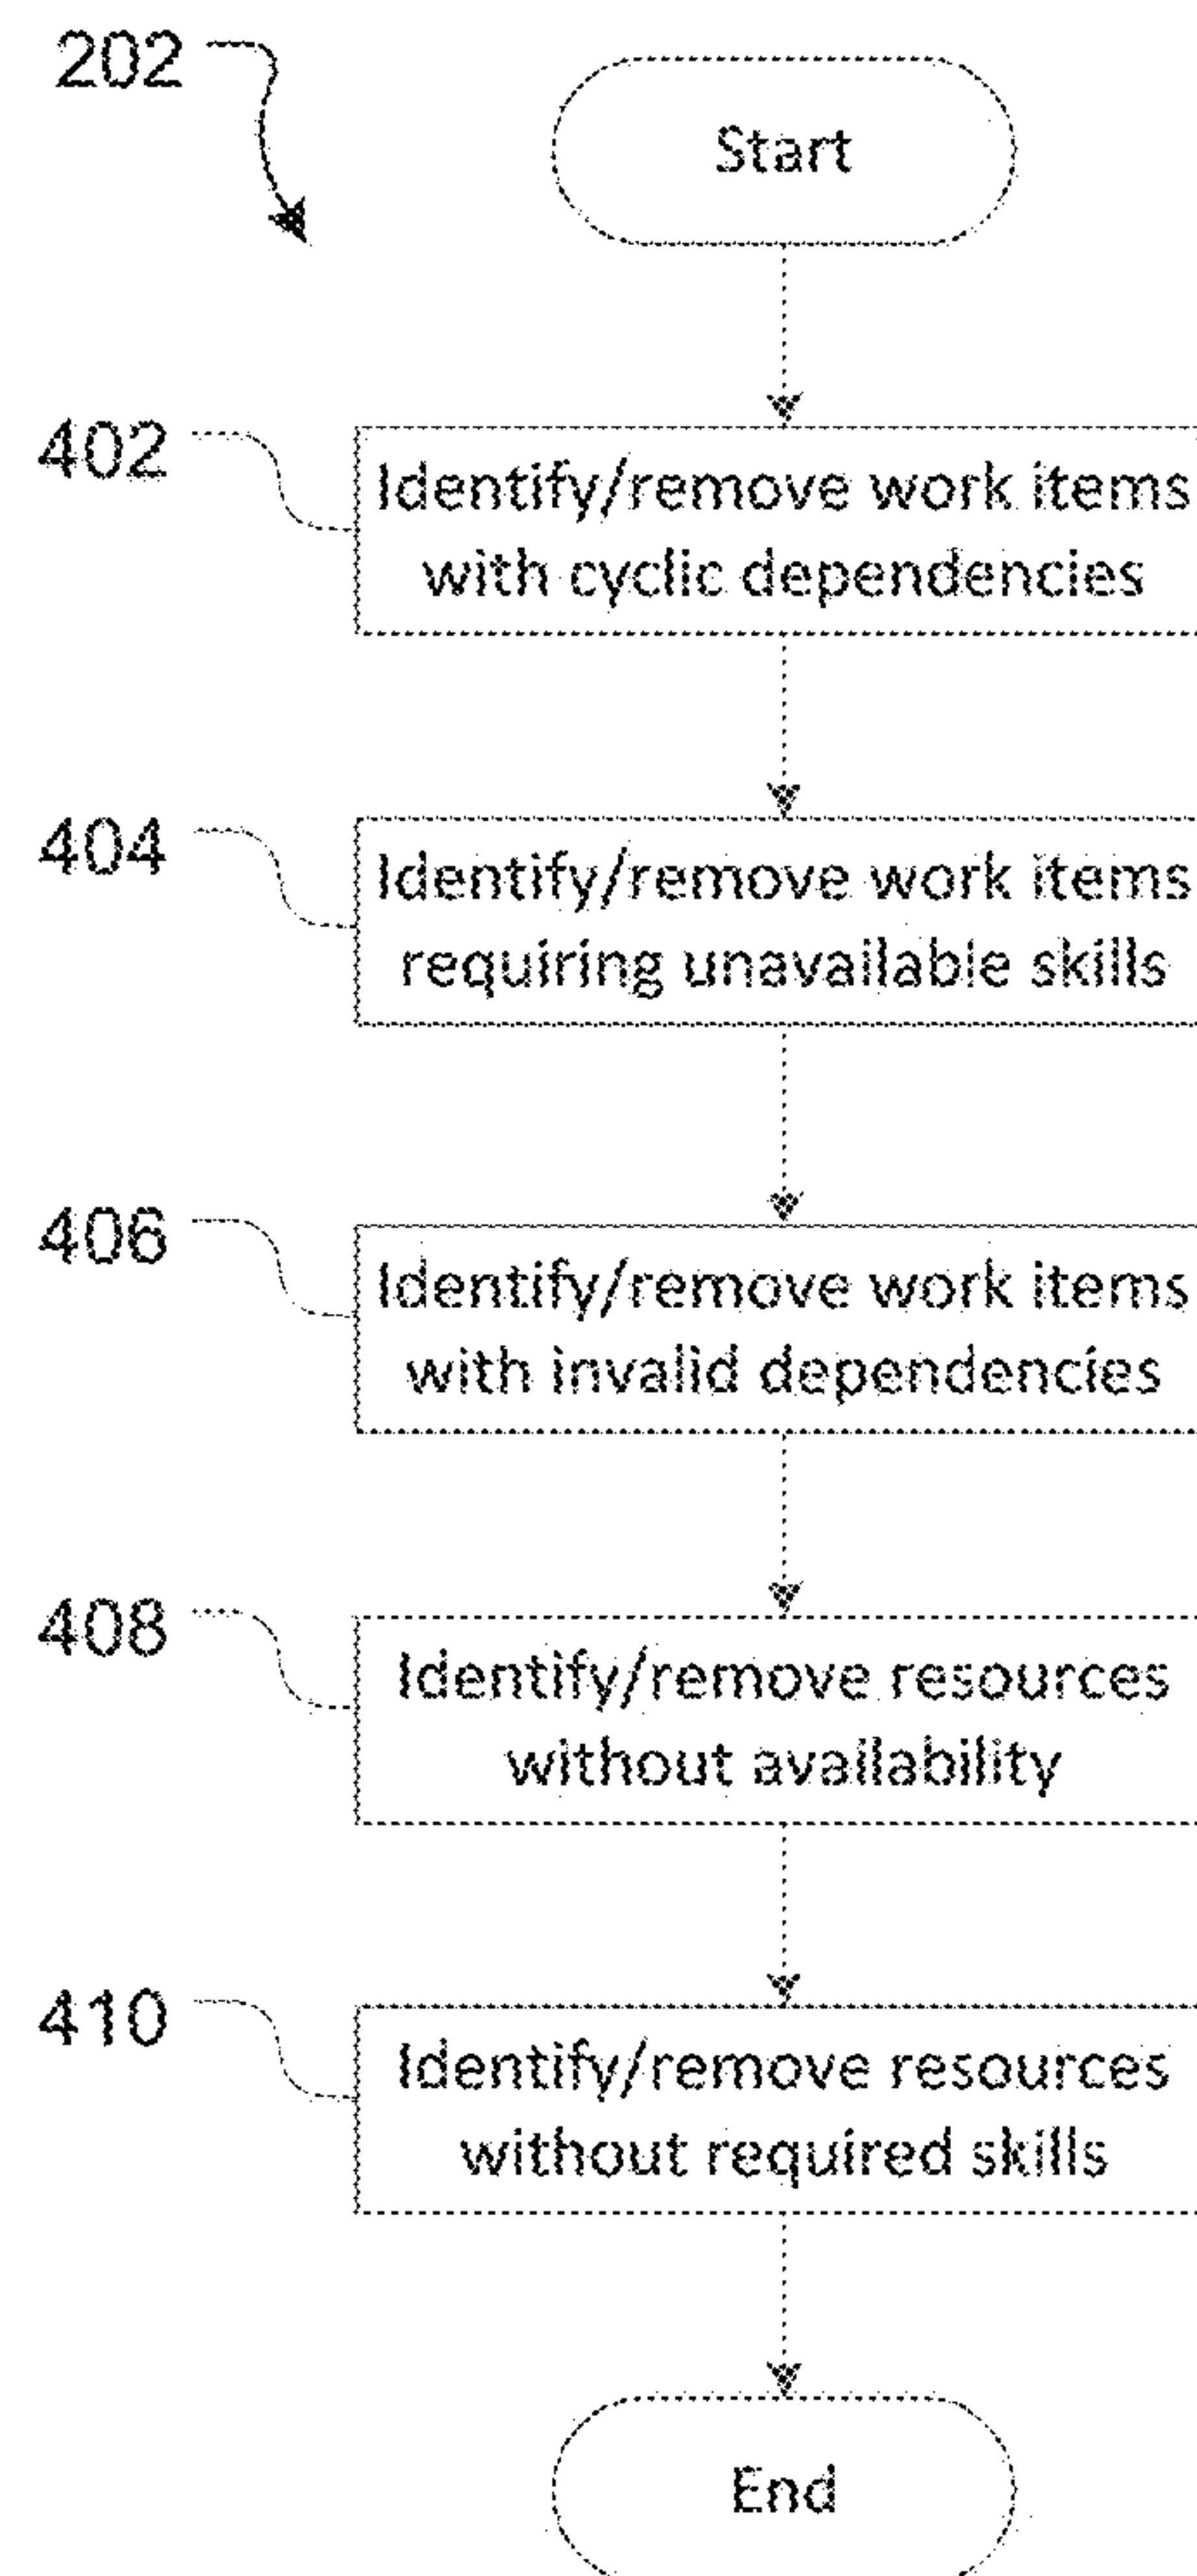 202
Start
402
Identify/remove work items
with cyclic dependencies
404
Identify/remove work items
requiring unavailable skills
406
Identify/remove work items
with invalid dependencies
408
Identify/remove resources
without availability
410
Identify/remove resources
without required skills
End